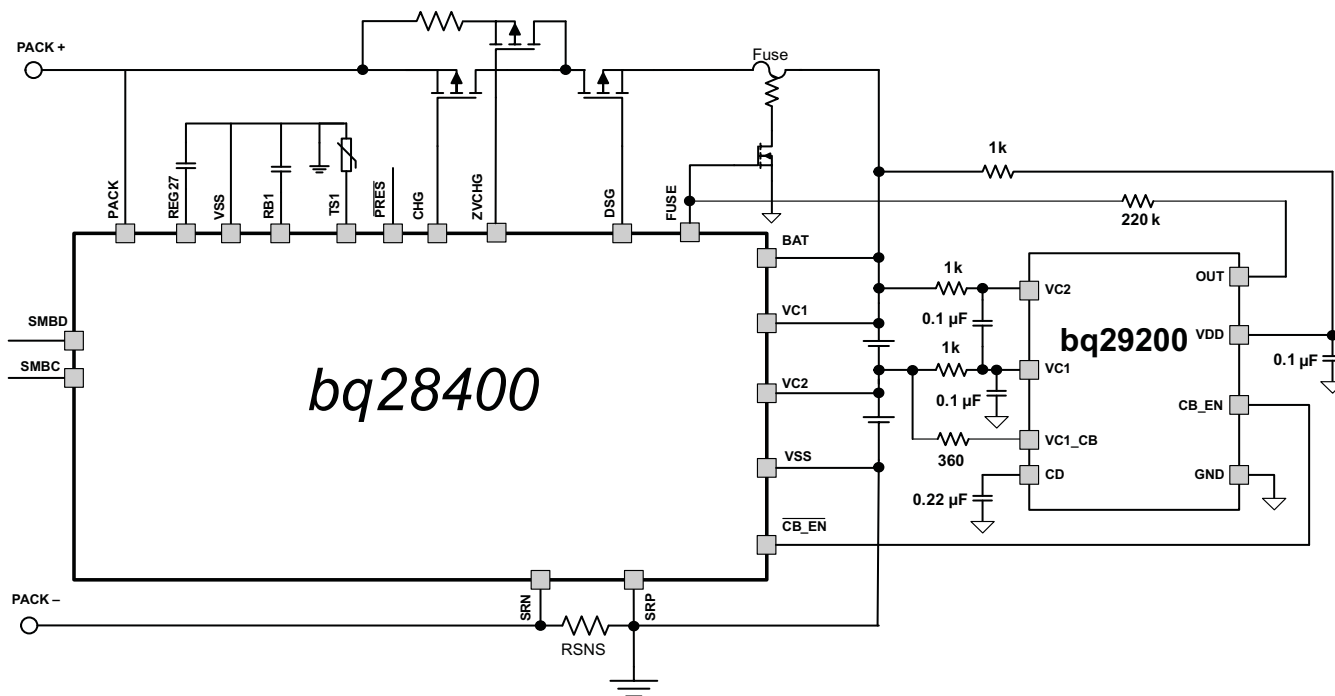 Fuse
PACK +
1k
PACK
REG27
VSS
RB1
TS1
PRES
CHG
ZVCHG
DSG
FUSE
220 k
BAT
1k
VC2
OUT
VC1
0.1 µF
bq29200
VDD
SMBD
1k
SMBC
bq28400
VC1
0.1 µF
VC2
0.1 µF
CB_EN
VC1_CB
360
VSS
CD
GND
0.22 µF
CB_EN
PACK –
SRN
SRP
RSNS